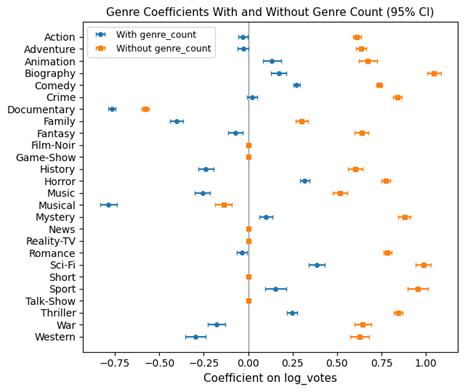 Genre Coefficients With and Without Genre Count (95% CI)
With genre_count
Without genre_count
Action
Adventure
Animation
Biography
Comedy
Crime
Documentary
Family
Fantasy
Film-Noir
Game-Show
History
Horror
Music
Musical
Mystery
News
Reality-TV
Romance
Sci-Fi
Short
Sport
Talk-Show
Thriller
War
Western
−0.75 −0.50 −0.25 0.00 0.25 0.50 0.75 1.00
Coefficient on log_votes